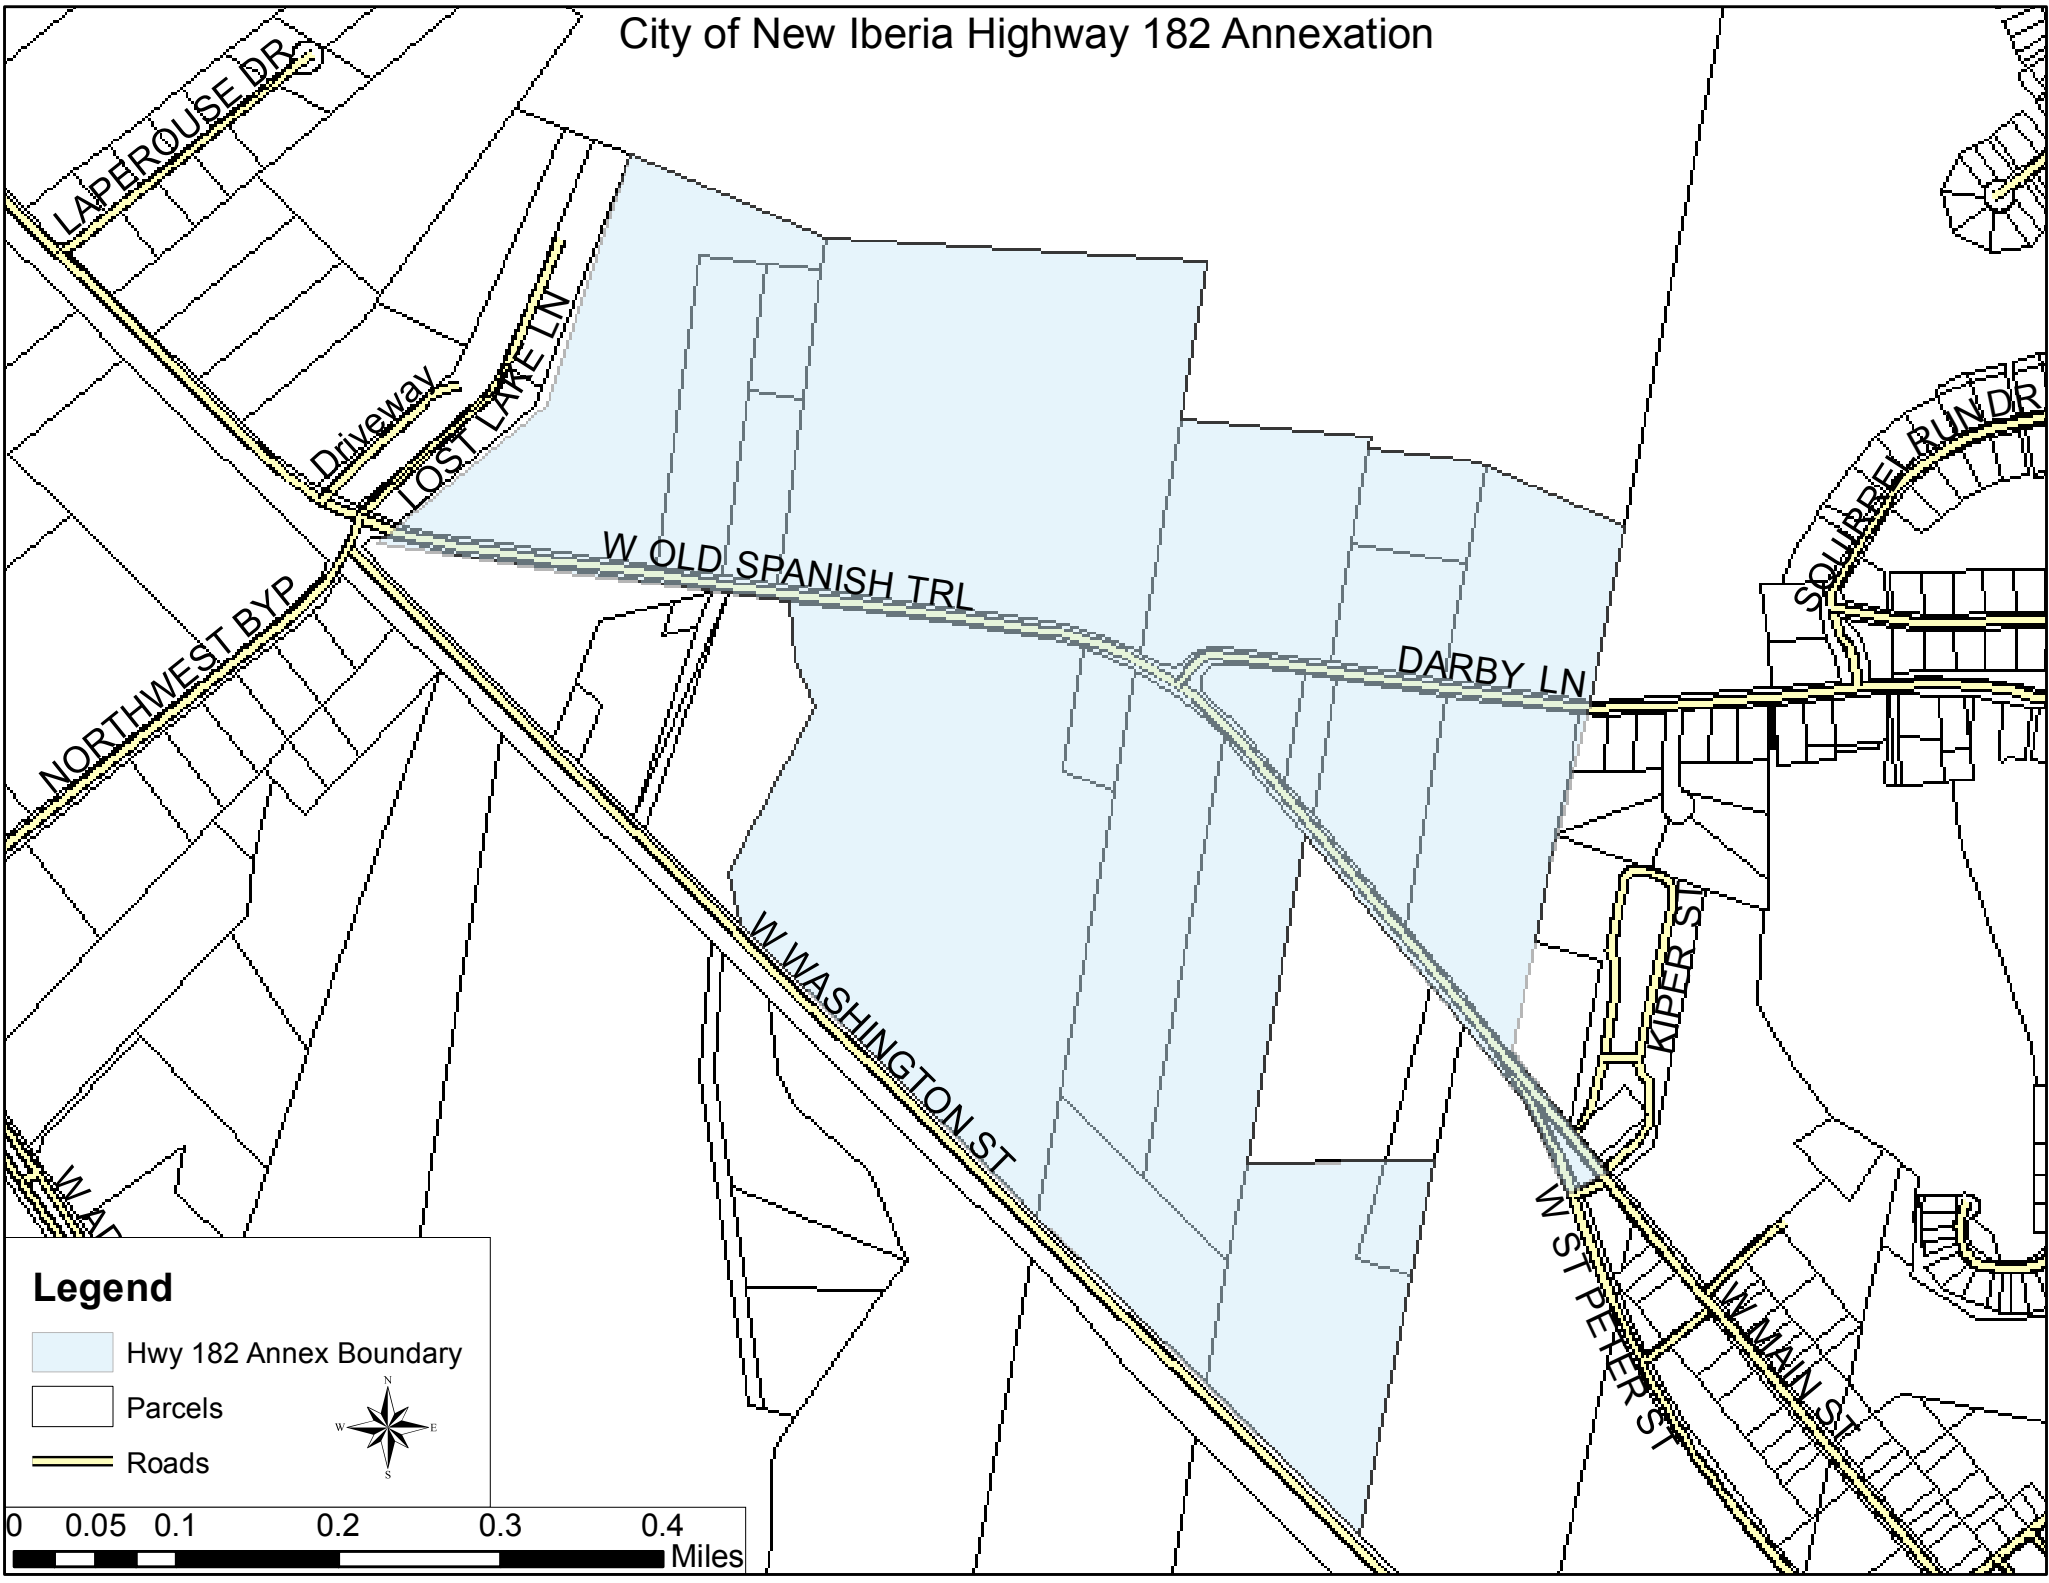 City of New Iberia Highway 182 Annexation
LAPEROUSE DR
Driveway
LOST LAKE LN
SQUIRREL RUN DR
W OLD SPANISH TRL
NORTHWEST BYP
DARBY LN
KIPER ST
W WASHINGTON ST
W ST PETER ST
W MAIN ST
Legend
Hwy 182 Annex Boundary
Parcels
Roads
N
W E
S
0 0.05 0.1 0.2 0.3 0.4
Miles